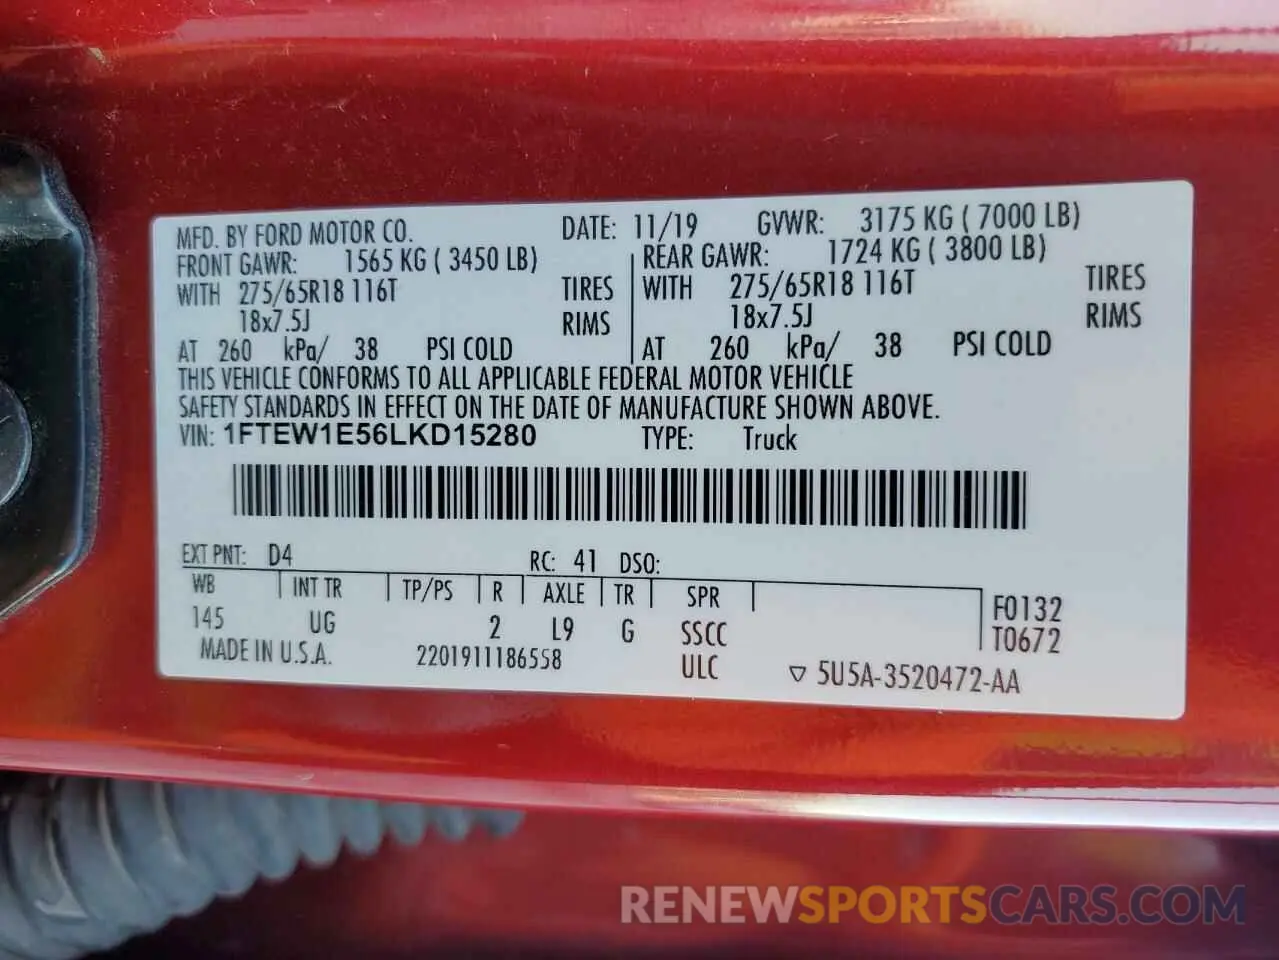 MFD. BY FORD MOTOR CO. DATE: 11/19 GVWR: 3175 KG ( 7000 LB)
FRONT GAWR: 1565 KG ( 3450 LB) REAR GAWR: 1724 KG ( 3800 LB)
WITH 275/65R18 116T TIRES WITH 275/65R18 116T TIRES
18x7.5J RIMS 18x7.5J RIMS
AT 260 kPa/ 38 PSI COLD AT 260 kPa/ 38 PSI COLD
THIS VEHICLE CONFORMS TO ALL APPLICABLE FEDERAL MOTOR VEHICLE
SAFETY STANDARDS IN EFFECT ON THE DATE OF MANUFACTURE SHOWN ABOVE.
VIN: 1FTEW1E56LKD15280 TYPE: Truck
EXT PNT: D4 RC: 41 DSO:
WB INT TR TP/PS R AXLE TR SPR F0132
145 UG 2 L9 G SSCC T0672
MADE IN U.S.A. 2201911186558 ULC ▽ 5U5A-3520472-AA
RENEWSPORTSCARS.COM